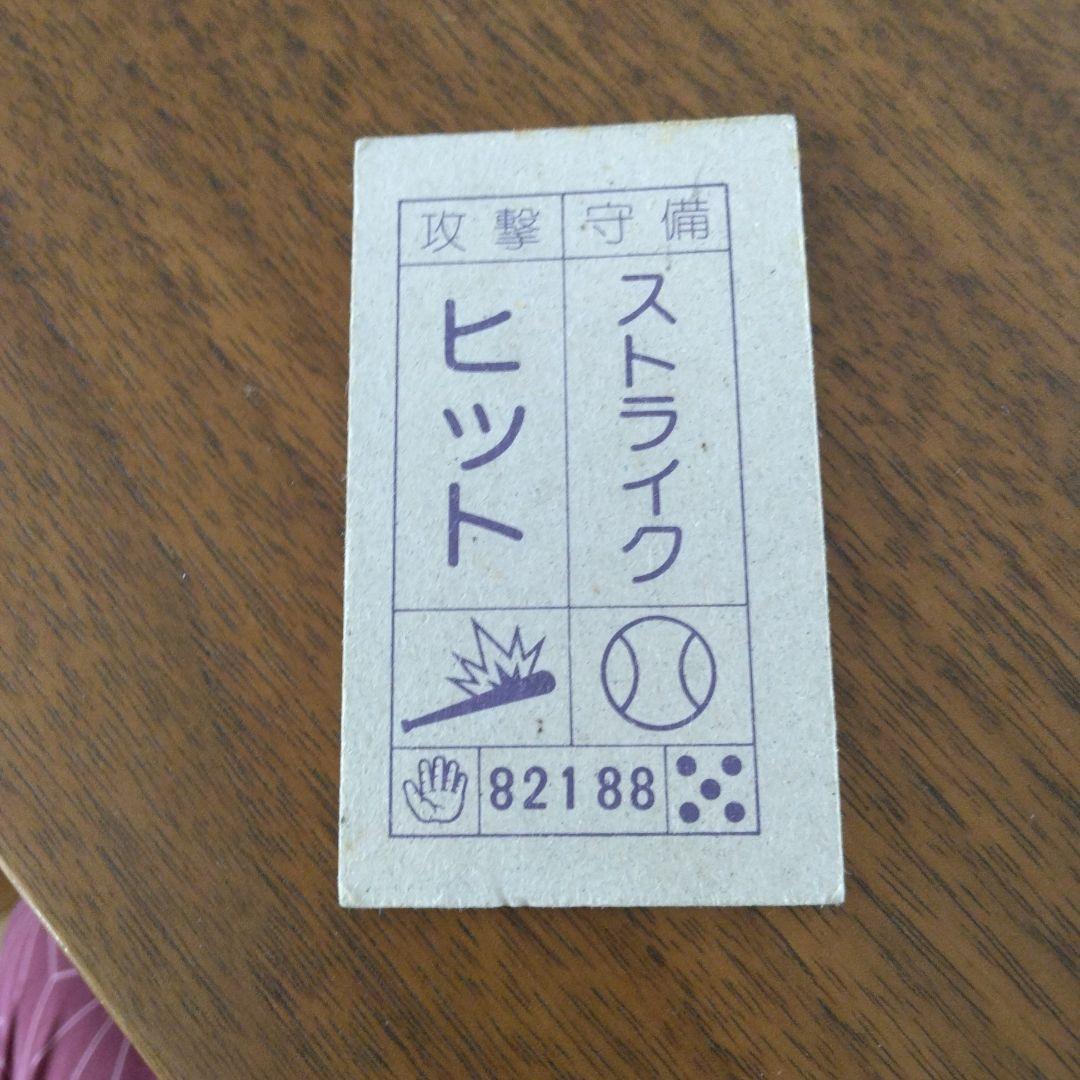 攻撃
守備
ヒット
ストライク
82188